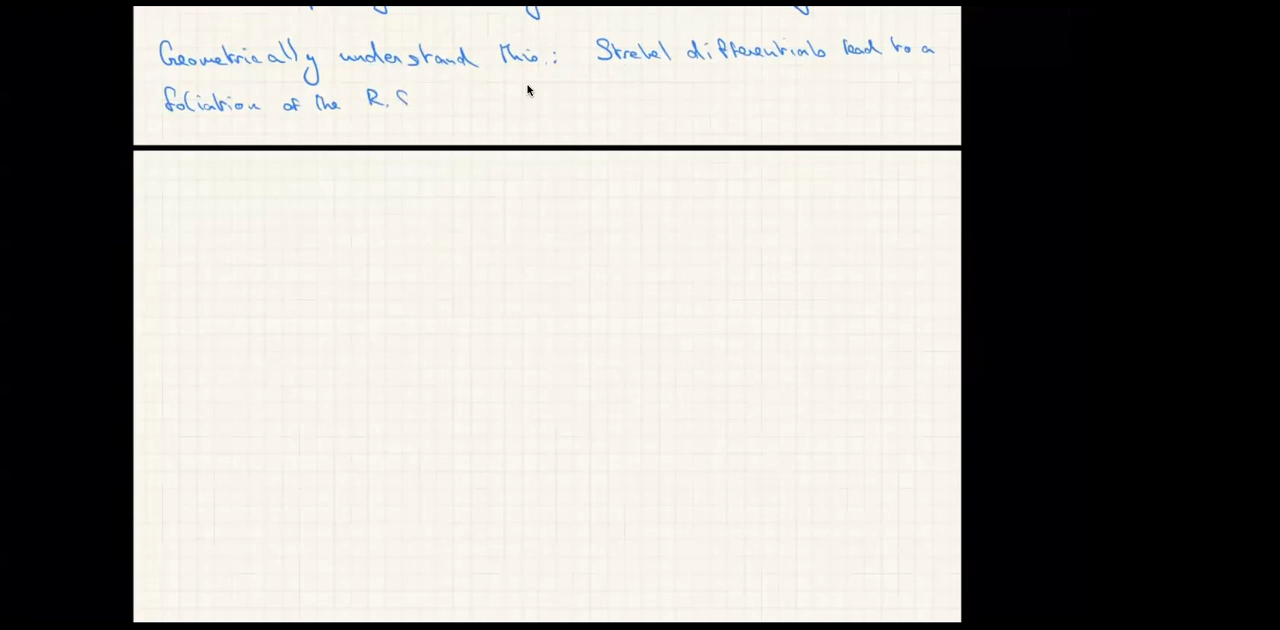 Geometrically understand this: Strebel differentials lead to a
foliation of the R.S